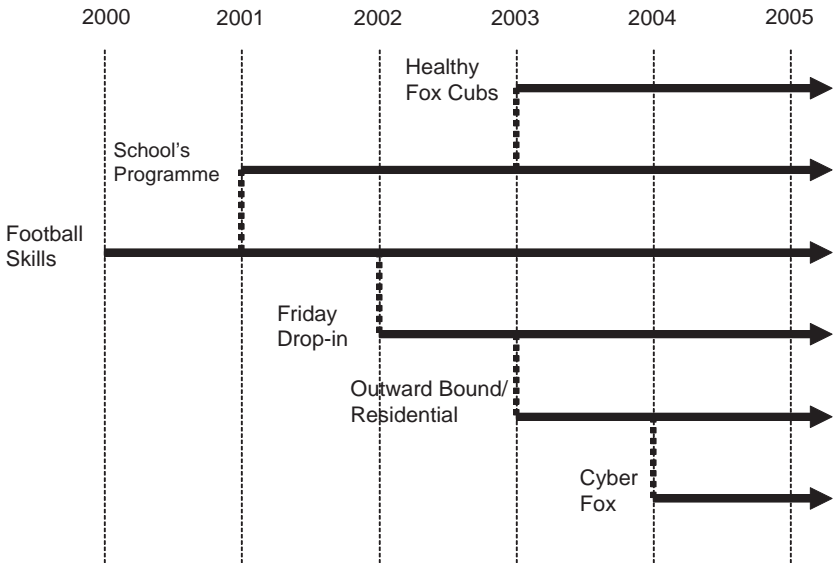 2000 2001 2002 2003 2004 2005
Healthy
Fox Cubs
School's
Programme
Football
Skills
Friday
Drop-in
Outward Bound/
Residential
Cyber
Fox